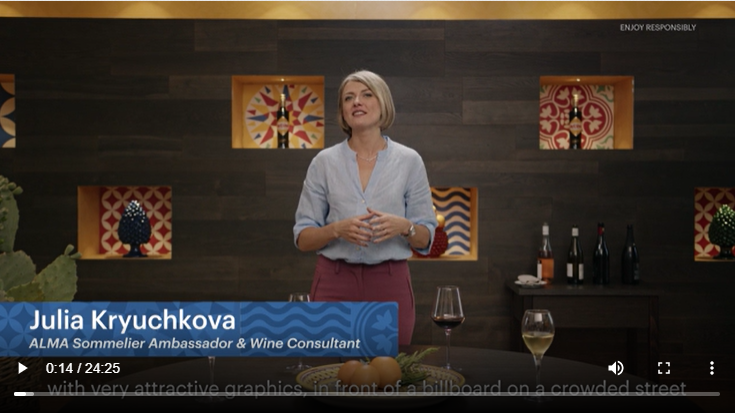 ENJOY RESPONSIBLY
Julia Kryuchkova
ALMA Sommelier Ambassador & Wine Consultant
0:14 / 24:25
with very attractive graphics, in front of a billboard on a crowded street